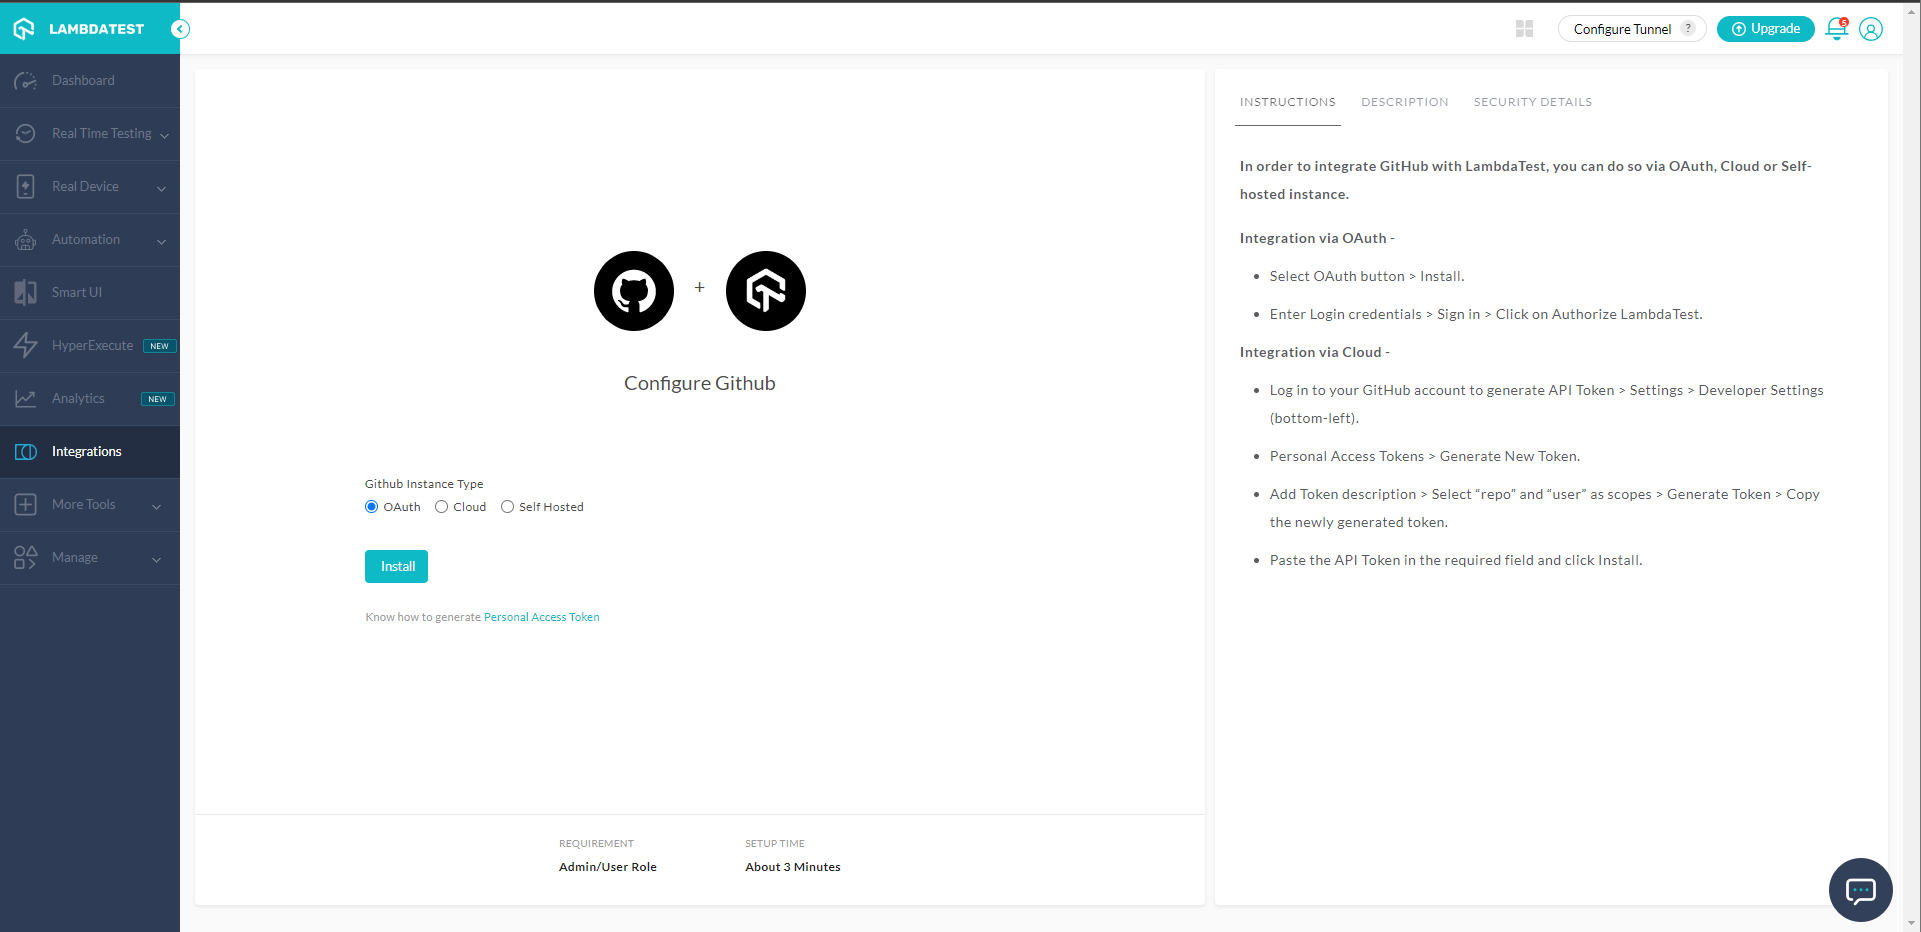 LAMBDATEST
Configure Tunnel ?
Upgrade
5
Dashboard
Real Time Testing
Real Device
Automation
Smart UI
HyperExecute NEW
Analytics NEW
Integrations
More Tools
Manage
+
Configure Github
Github Instance Type
OAuth Cloud Self Hosted
Install
Know how to generate Personal Access Token
REQUIREMENT
Admin/User Role
SETUP TIME
About 3 Minutes
INSTRUCTIONS DESCRIPTION SECURITY DETAILS
In order to integrate GitHub with LambdaTest, you can do so via OAuth, Cloud or Self-
hosted instance.
Integration via OAuth -
• Select OAuth button > Install.
• Enter Login credentials > Sign in > Click on Authorize LambdaTest.
Integration via Cloud -
• Log in to your GitHub account to generate API Token > Settings > Developer Settings
(bottom-left).
• Personal Access Tokens > Generate New Token.
• Add Token description > Select “repo” and “user” as scopes > Generate Token > Copy
the newly generated token.
• Paste the API Token in the required field and click Install.